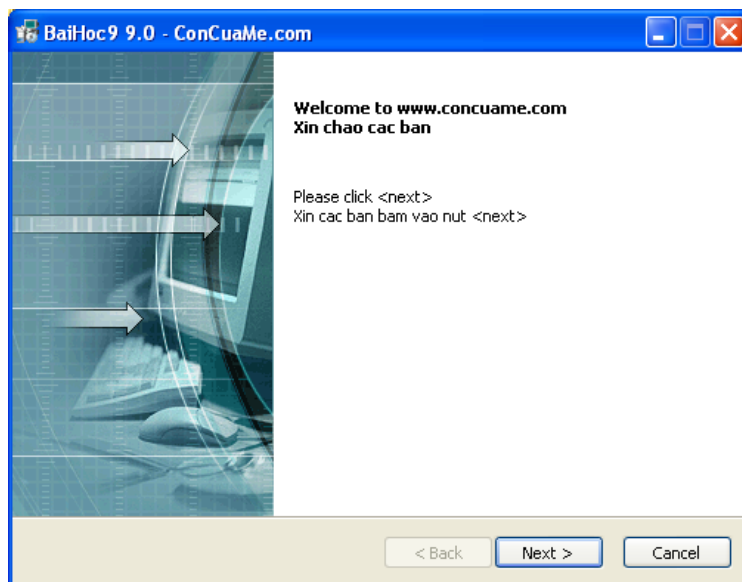 BaiHoc9 9.0 - ConCuaMe.com
Welcome to www.concuame.com
Xin chao cac ban
Please click <next>
Xin cac ban bam vao nut <next>
< Back Next > Cancel